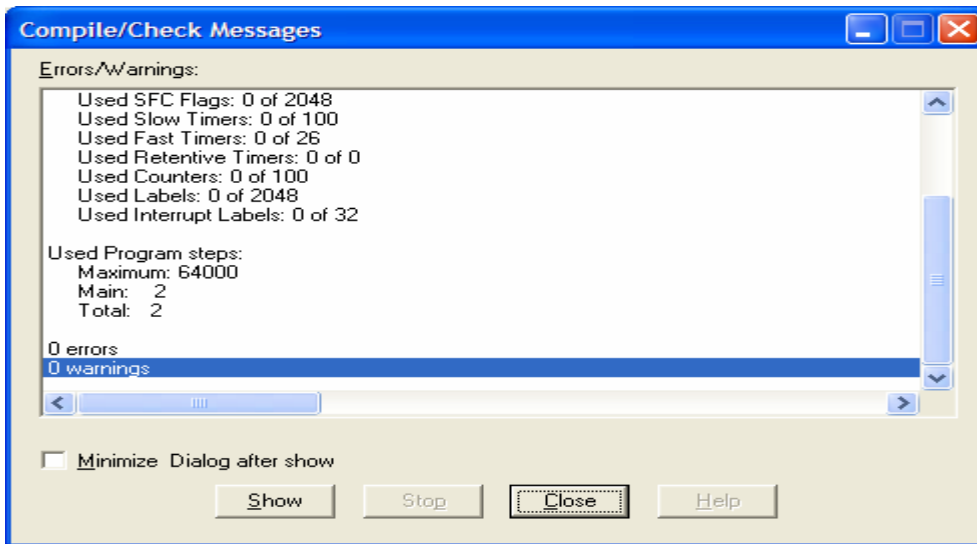 Compile/Check Messages
Errors/Warnings:
Used SFC Flags: 0 of 2048
Used Slow Timers: 0 of 100
Used Fast Timers: 0 of 26
Used Retentive Timers: 0 of 0
Used Counters: 0 of 100
Used Labels: 0 of 2048
Used Interrupt Labels: 0 of 32
Used Program steps:
Maximum: 64000
Main: 2
Total: 2
0 errors
0 warnings
Minimize Dialog after show
Show Stop Close Help